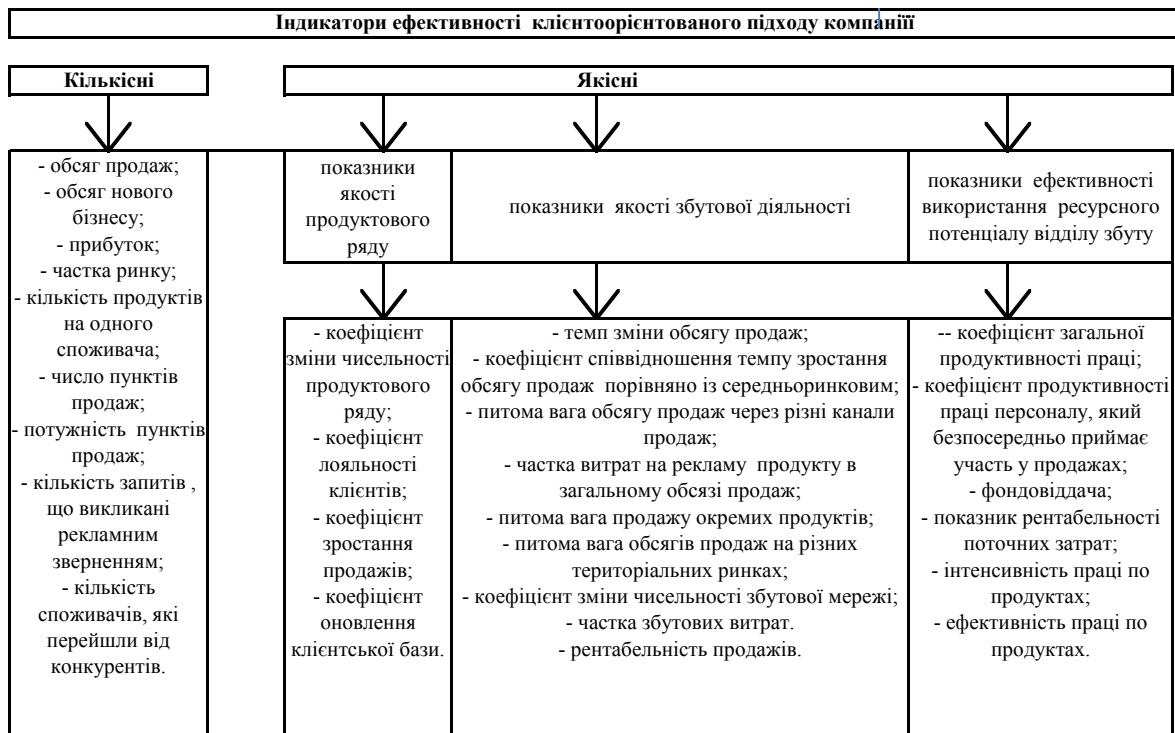 Індикатори ефективності клієнтоорієнтованого підходу компаніїї
Кількісні
Якісні
- обсяг продаж;
- обсяг нового
бізнесу;
- прибуток;
- частка ринку;
- кількість продуктів
на одного
споживача;
- число пунктів
продаж;
- потужність пунктів
продаж;
- кількість запитів ,
що викликані
рекламним
зверненням;
- кількість
споживачів, які
перейшли від
конкурентів.
показники
якості
продуктового
ряду
показники якості збутової діяльності
показники ефективності
використання ресурсного
потенціалу відділу збуту
- коефіцієнт
зміни чисельності
продуктового
ряду;
- коефіцієнт
лояльності
клієнтів;
- коефіцієнт
зростання
продажів;
- коефіцієнт
оновлення
клієнтської бази.
- темп зміни обсягу продаж;
- коефіцієнт співвідношення темпу зростання
обсягу продаж порівняно із середньоринковим;
- питома вага обсягу продаж через різні канали
продаж;
- частка витрат на рекламу продукту в
загальному обсязі продаж;
- питома вага продажу окремих продуктів;
- питома вага обсягів продаж на різних
територіальних ринках;
- коефіцієнт зміни чисельності збутової мережі;
- частка збутових витрат.
- рентабельність продажів.
-- коефіцієнт загальної
продуктивності праці;
- коефіцієнт продуктивності
праці персоналу, який
безпосередньо приймає
участь у продажах;
- фондовіддача;
- показник рентабельності
поточних затрат;
- інтенсивність праці по
продуктах;
- ефективність праці по
продуктах.